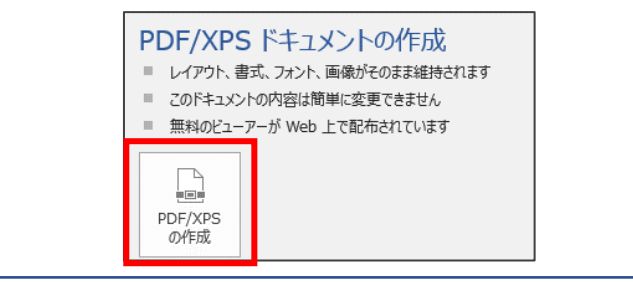 PDF/XPS ドキュメントの作成
レイアウト、書式、フォント、画像がそのまま維持されます
このドキュメントの内容は簡単に変更できません
無料のビューアーが Web 上で配布されています
PDF/XPS
の作成